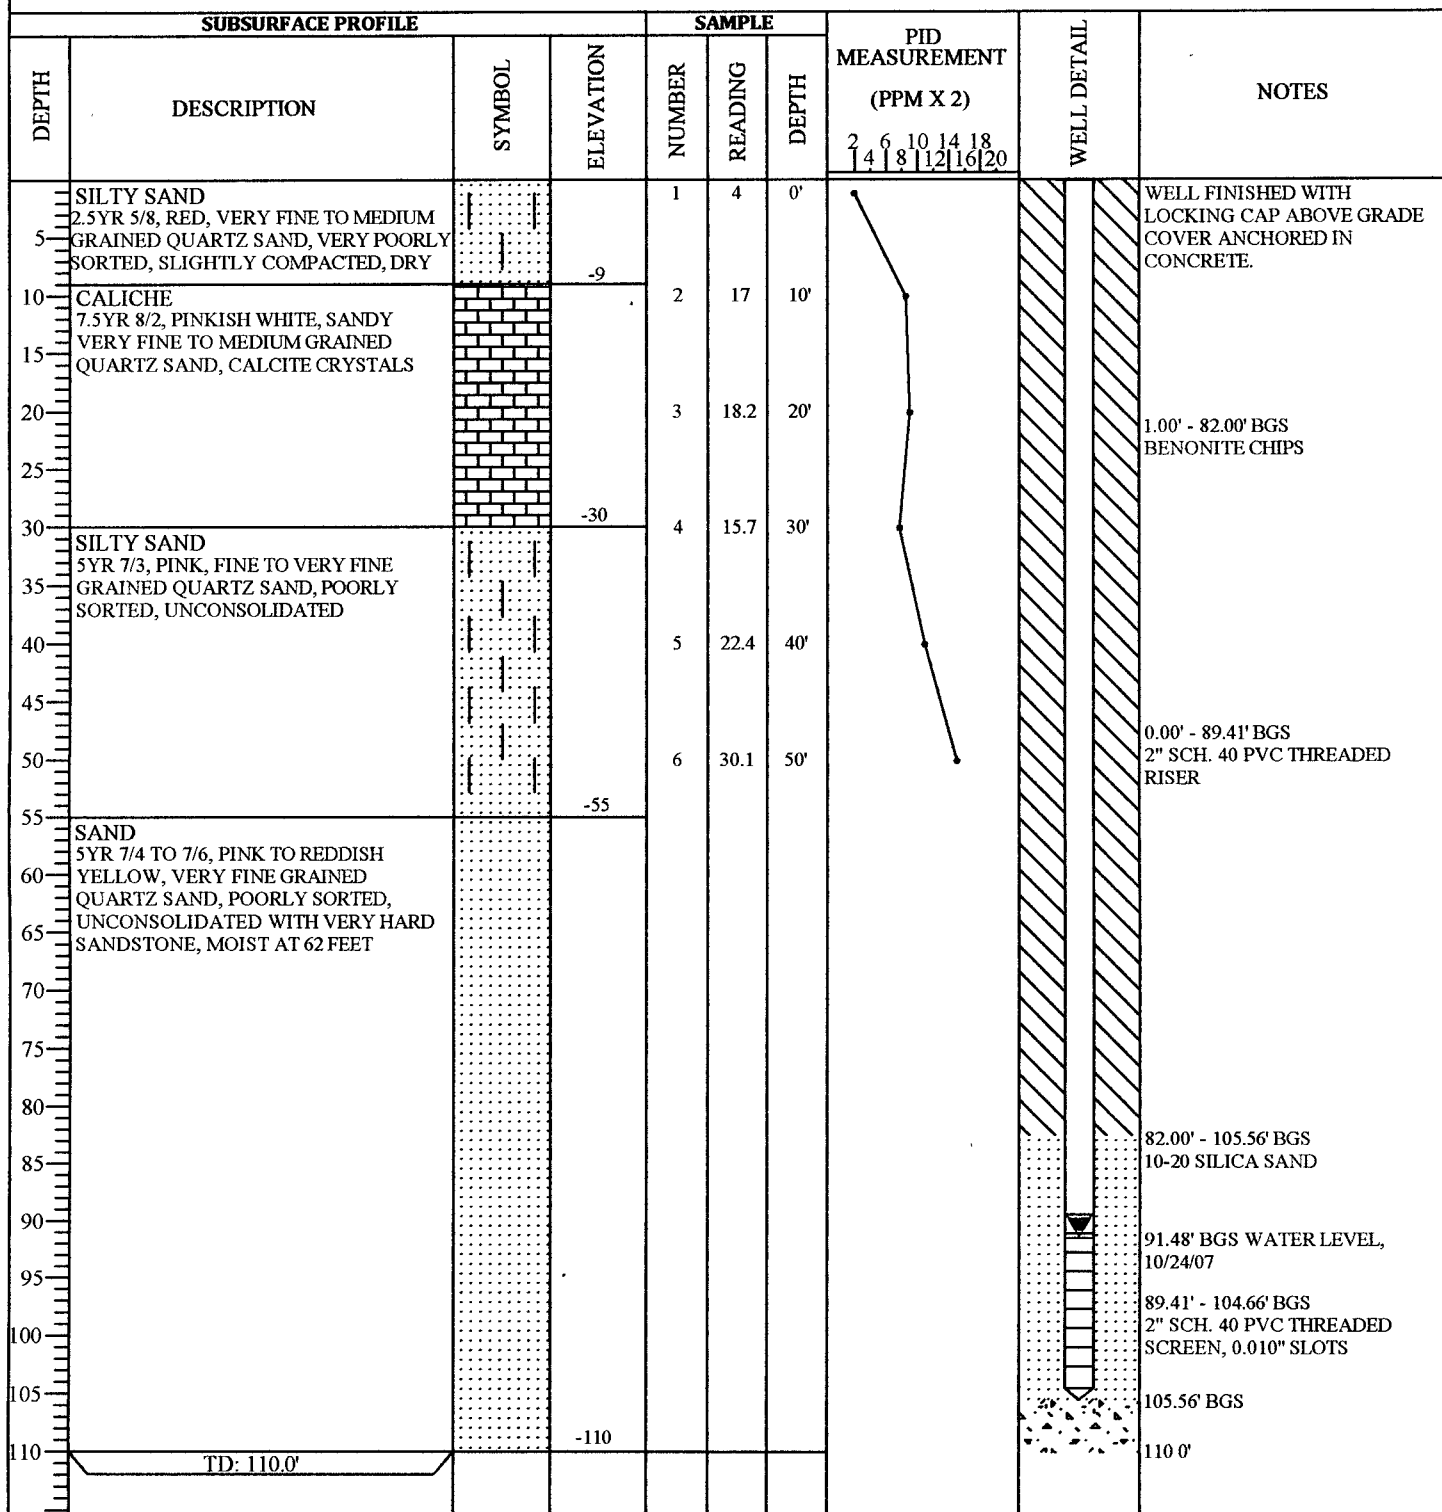 SUBSURFACE PROFILE
SAMPLE
DEPTH
DESCRIPTION
SYMBOL
ELEVATION
NUMBER
READING
DEPTH
PID
MEASUREMENT
(PPM X 2)
2 6 10 14 18
4 8 12 16 20
WELL DETAIL
NOTES
SILTY SAND
2.5YR 5/8, RED, VERY FINE TO MEDIUM
GRAINED QUARTZ SAND, VERY POORLY
SORTED, SLIGHTLY COMPACTED, DRY
-9
CALICHE
7.5YR 8/2, PINKISH WHITE, SANDY
VERY FINE TO MEDIUM GRAINED
QUARTZ SAND, CALCITE CRYSTALS
-30
SILTY SAND
5YR 7/3, PINK, FINE TO VERY FINE
GRAINED QUARTZ SAND, POORLY
SORTED, UNCONSOLIDATED
-55
SAND
5YR 7/4 TO 7/6, PINK TO REDDISH
YELLOW, VERY FINE GRAINED
QUARTZ SAND, POORLY SORTED,
UNCONSOLIDATED WITH VERY HARD
SANDSTONE, MOIST AT 62 FEET
-110
TD: 110.0'
5
10
15
20
25
30
35
40
45
50
55
60
65
70
75
80
85
90
95
100
105
110
1 4 0'
2 17 10'
3 18.2 20'
4 15.7 30'
5 22.4 40'
6 30.1 50'
WELL FINISHED WITH
LOCKING CAP ABOVE GRADE
COVER ANCHORED IN
CONCRETE.
1.00' - 82.00' BGS
BENONITE CHIPS
0.00' - 89.41' BGS
2" SCH. 40 PVC THREADED
RISER
82.00' - 105.56' BGS
10-20 SILICA SAND
91.48' BGS WATER LEVEL,
10/24/07
89.41' - 104.66' BGS
2" SCH. 40 PVC THREADED
SCREEN, 0.010" SLOTS
105.56' BGS
110 0'